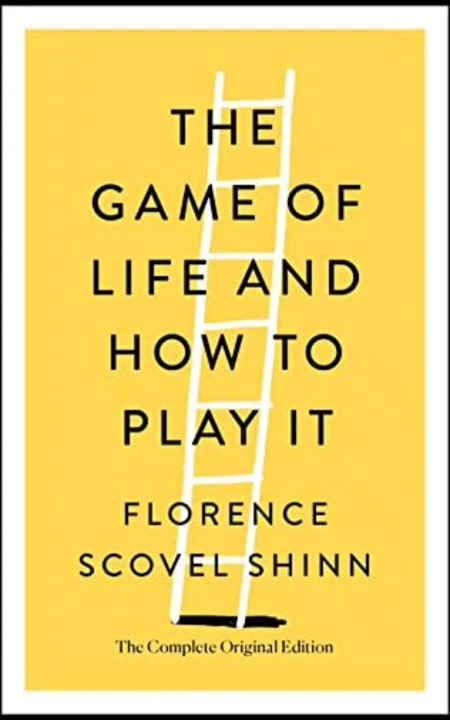 THE
GAME OF
LIFE AND
HOW TO
PLAY IT
FLORENCE
SCOVEL SHINN
The Complete Original Edition